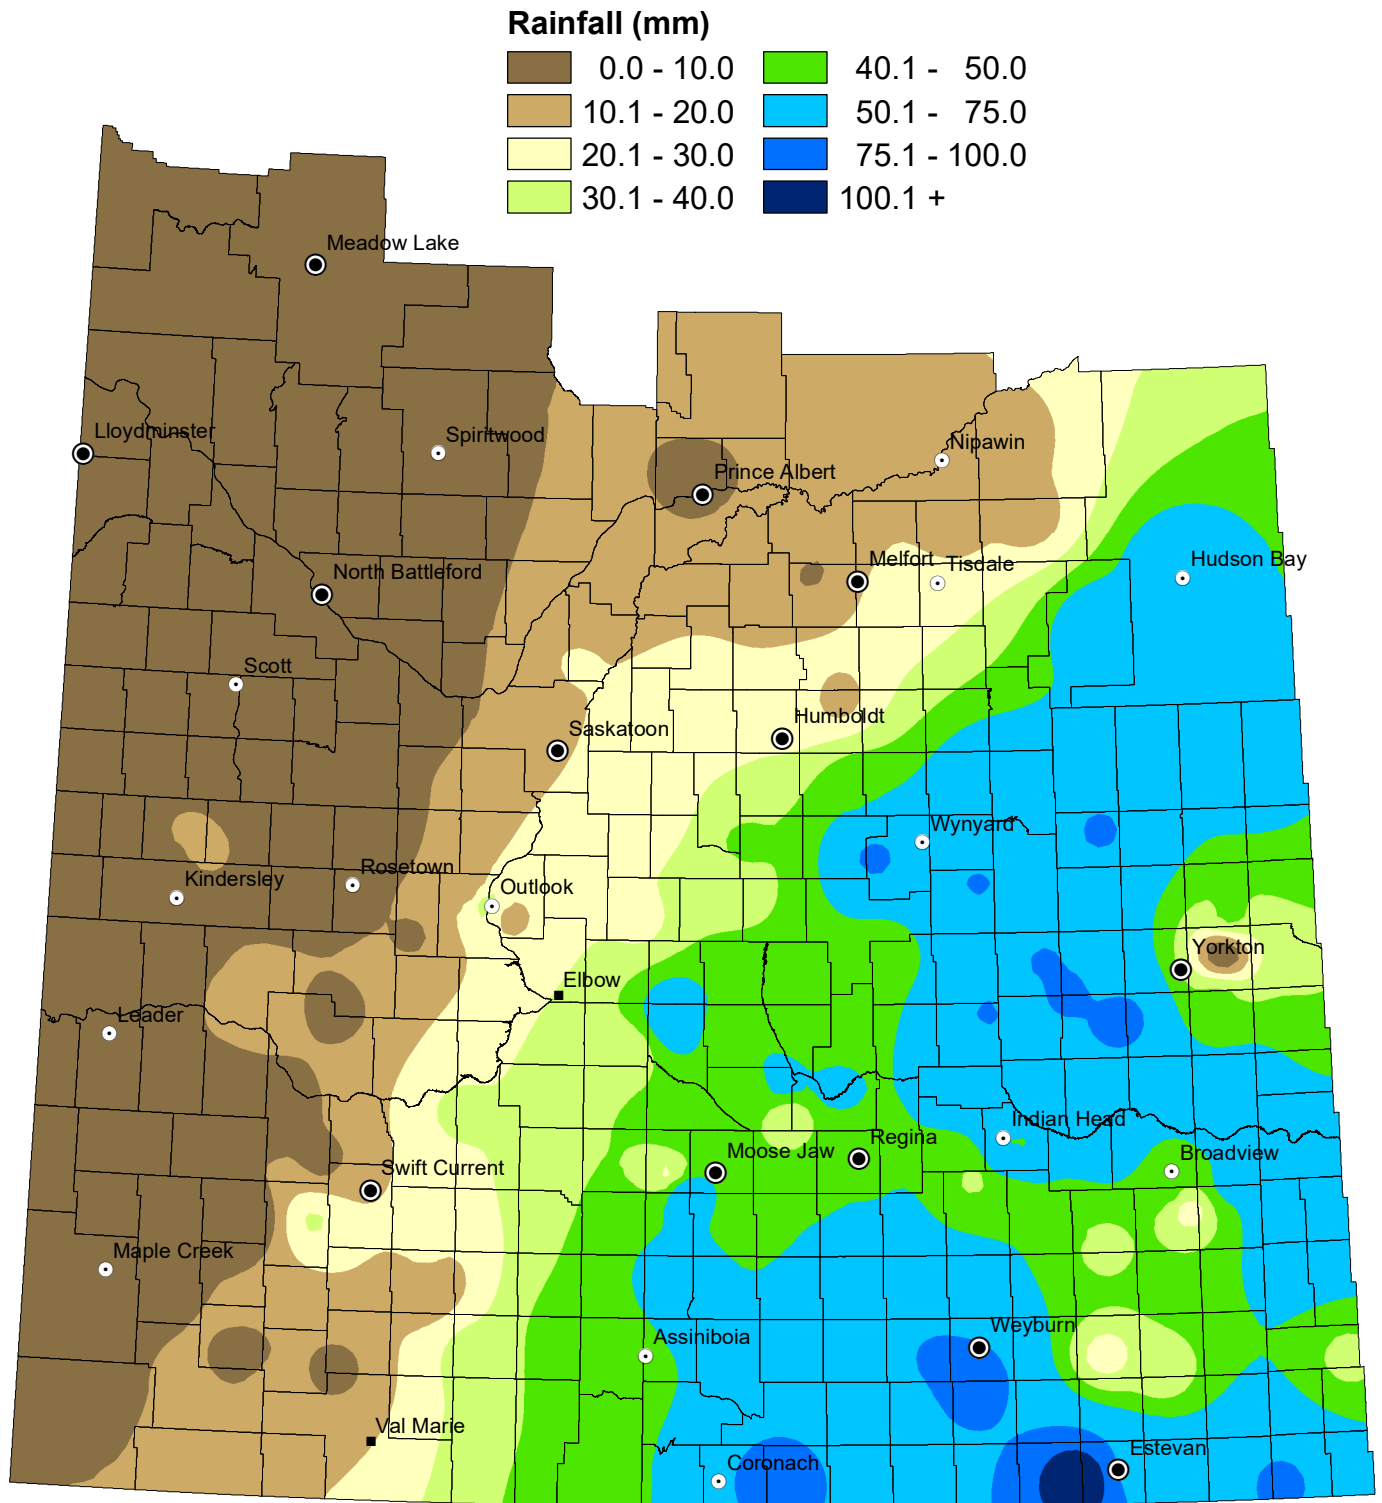 Rainfall (mm)
0.0 - 10.0
40.1 - 50.0
10.1 - 20.0
50.1 - 75.0
20.1 - 30.0
75.1 - 100.0
30.1 - 40.0
100.1 +
Meadow Lake
Lloydminster
Spiritwood
Nipawin
Prince Albert
Melfort
Tisdale
Hudson Bay
North Battleford
Scott
Humboldt
Saskatoon
Wynyard
Rosetown
Kindersley
Outlook
Yorkton
Elbow
Leader
Indian Head
Regina
Moose Jaw
Broadview
Swift Current
Maple Creek
Weyburn
Assiniboia
Val Marie
Estevan
Coronach